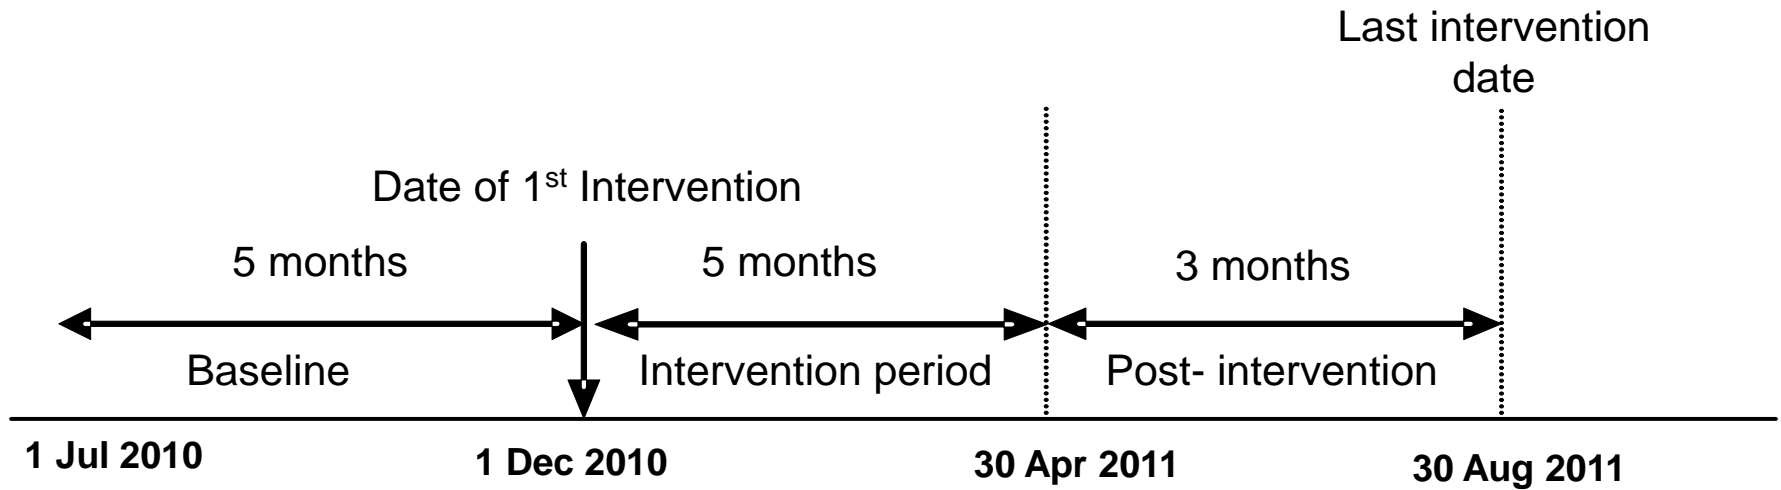 Last intervention
date
Date of 1st Intervention
5 months
5 months
3 months
Baseline
Intervention period
Post- intervention
1 Jul 2010
1 Dec 2010
30 Apr 2011
30 Aug 2011